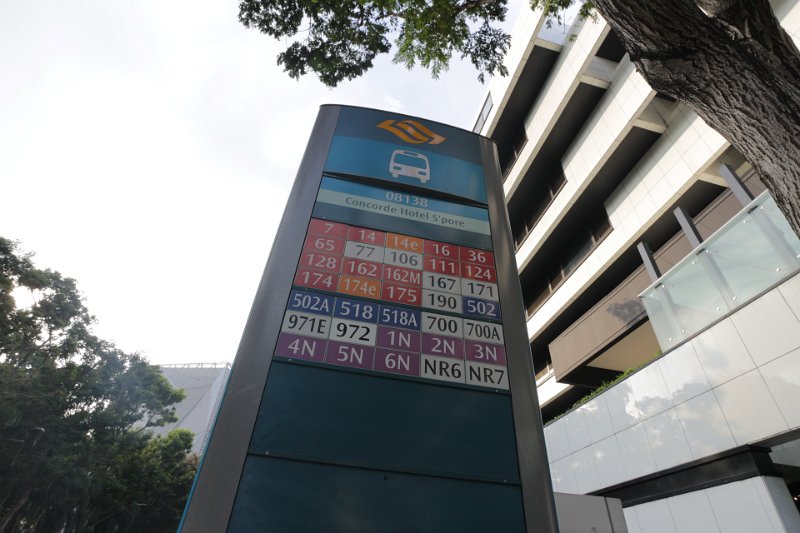 08138
Concorde Hotel S'pore
7 14 14e 16 36
65 77 106 111 124
128 162 162M 167 171
174 174e 175 190 502
502A 518 518A 700 700A
971E 972 1N 2N 3N
4N 5N 6N NR6 NR7